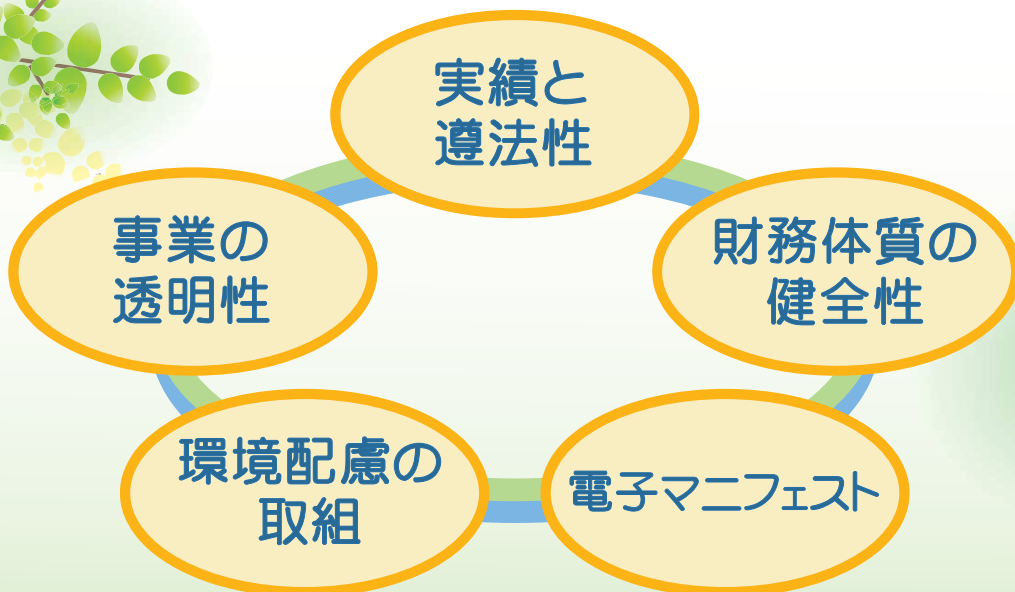 実績と
遵法性
事業の
透明性
財務体質の
健全性
環境配慮の
取組
電子マニフェスト